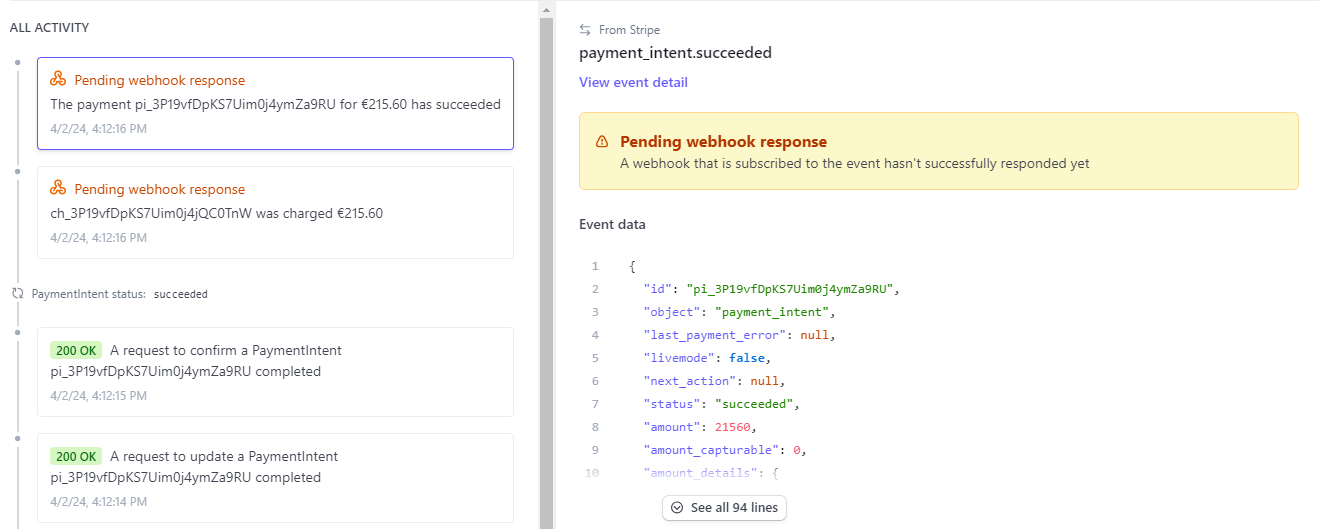 ALL ACTIVITY
Pending webhook response
The payment pi_3P19vfDpKS7Uim0j4ymZa9RU for €215.60 has succeeded
4/2/24, 4:12:16 PM
Pending webhook response
ch_3P19vfDpKS7Uim0j4jQC0TnW was charged €215.60
4/2/24, 4:12:16 PM
PaymentIntent status: succeeded
200 OK A request to confirm a PaymentIntent
pi_3P19vfDpKS7Uim0j4ymZa9RU completed
4/2/24, 4:12:15 PM
200 OK A request to update a PaymentIntent
pi_3P19vfDpKS7Uim0j4ymZa9RU completed
4/2/24, 4:12:14 PM
From Stripe
payment_intent.succeeded
View event detail
Pending webhook response
A webhook that is subscribed to the event hasn't successfully responded yet
Event data
1 {
2 "id": "pi_3P19vfDpKS7Uim0j4ymZa9RU",
3 "object": "payment_intent",
4 "last_payment_error": null,
5 "livemode": false,
6 "next_action": null,
7 "status": "succeeded",
8 "amount": 21560,
9 "amount_capturable": 0,
10 "amount_details": {
See all 94 lines